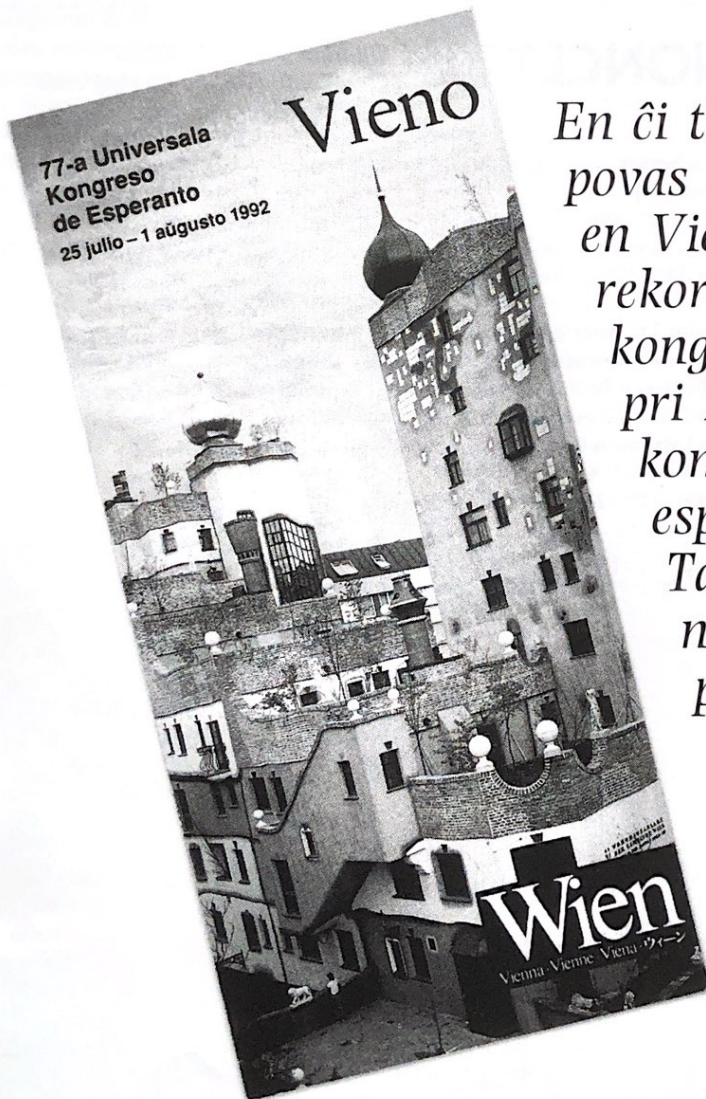 Vieno
77-a Universala
Kongreso
de Esperanto
25 julio – 1 aŭgusto 1992
Wien
Vienna · Vienne · Viena · ウィーン
En ĉi t
povas
en Vie
rekor
kong
pri
kon
esp
Ta
n
p